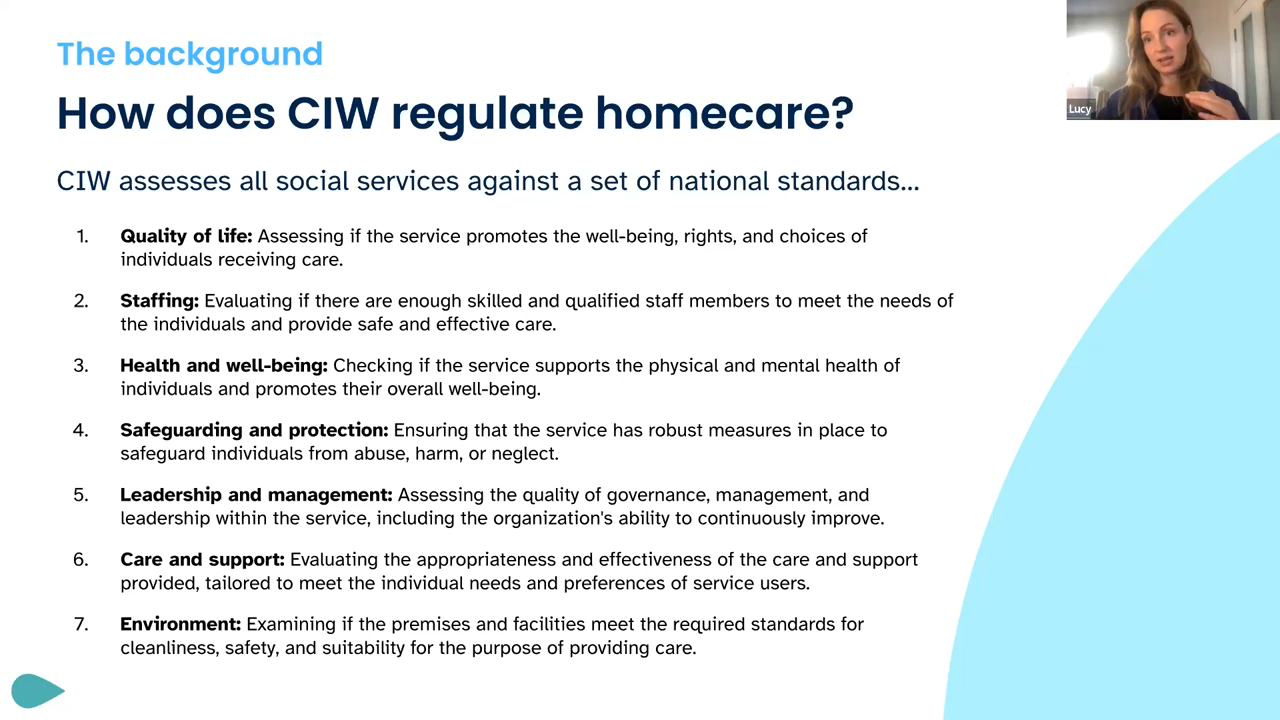 The background
How does CIW regulate homecare?
CIW assesses all social services against a set of national standards...
1. Quality of life: Assessing if the service promotes the well-being, rights, and choices of
individuals receiving care.
2. Staffing: Evaluating if there are enough skilled and qualified staff members to meet the needs of
the individuals and provide safe and effective care.
3. Health and well-being: Checking if the service supports the physical and mental health of
individuals and promotes their overall well-being.
4. Safeguarding and protection: Ensuring that the service has robust measures in place to
safeguard individuals from abuse, harm, or neglect.
5. Leadership and management: Assessing the quality of governance, management, and
leadership within the service, including the organization's ability to continuously improve.
6. Care and support: Evaluating the appropriateness and effectiveness of the care and support
provided, tailored to meet the individual needs and preferences of service users.
7. Environment: Examining if the premises and facilities meet the required standards for
cleanliness, safety, and suitability for the purpose of providing care.
Lucy